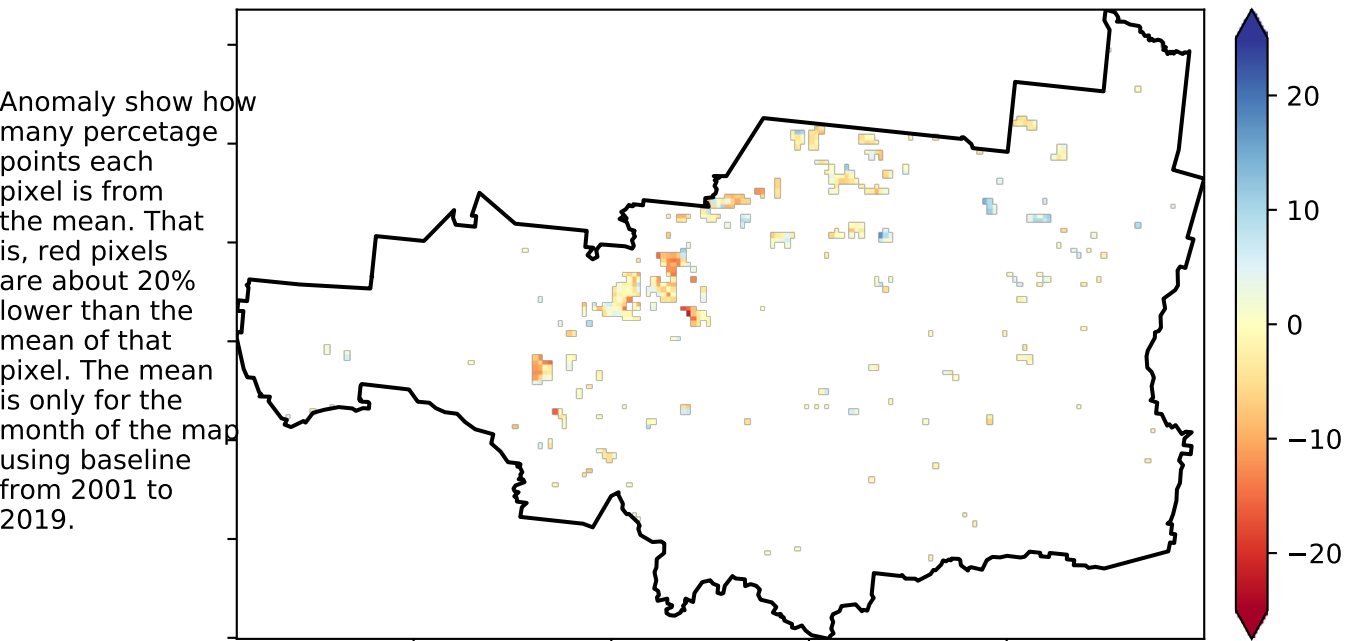 Anomaly show how
many percetage
points each
pixel is from
the mean. That
is, red pixels
are about 20%
lower than the
mean of that
pixel. The mean
is only for the
month of the map
using baseline
from 2001 to
2019.
20
10
0
−10
−20